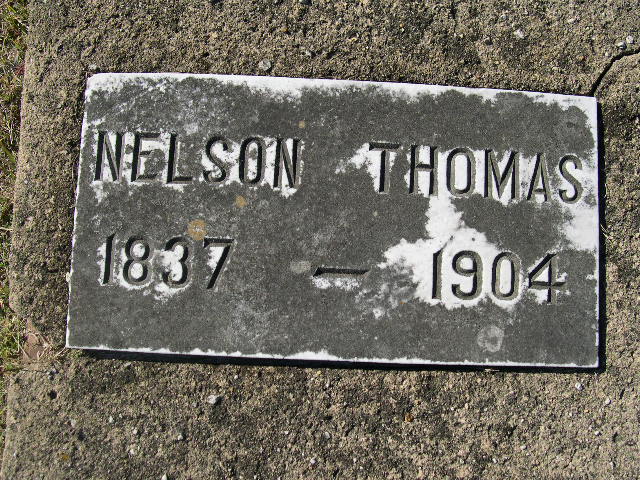 NELSON THOMAS
1837 — 1904